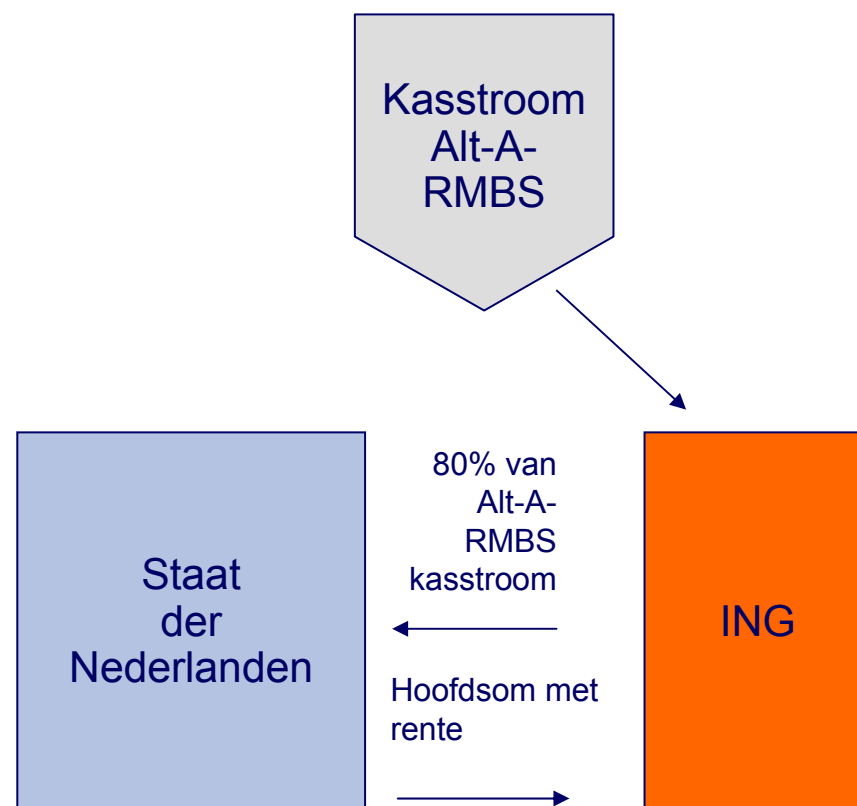 Kasstroom
Alt-A-
RMBS
80% van
Alt-A-
RMBS
kasstroom
Staat
der
Nederlanden
ING
Hoofdsom met
rente